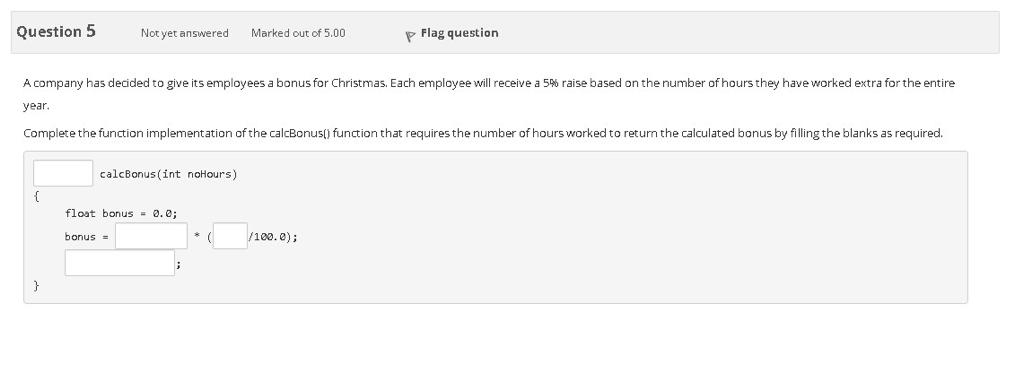 Question 5 Not yet answered Marked out of 5.00 Flag question
A company has decided to give its employees a bonus for Christmas. Each employee will receive a 5% raise based on the number of hours they have worked extra for the entire
year.
Complete the function implementation of the calcBonus() function that requires the number of hours worked to return the calculated bonus by filling the blanks as required.
calcBonus(int noHours)
{
float bonus = 0.0;
bonus = * ( /100.0);
;
}